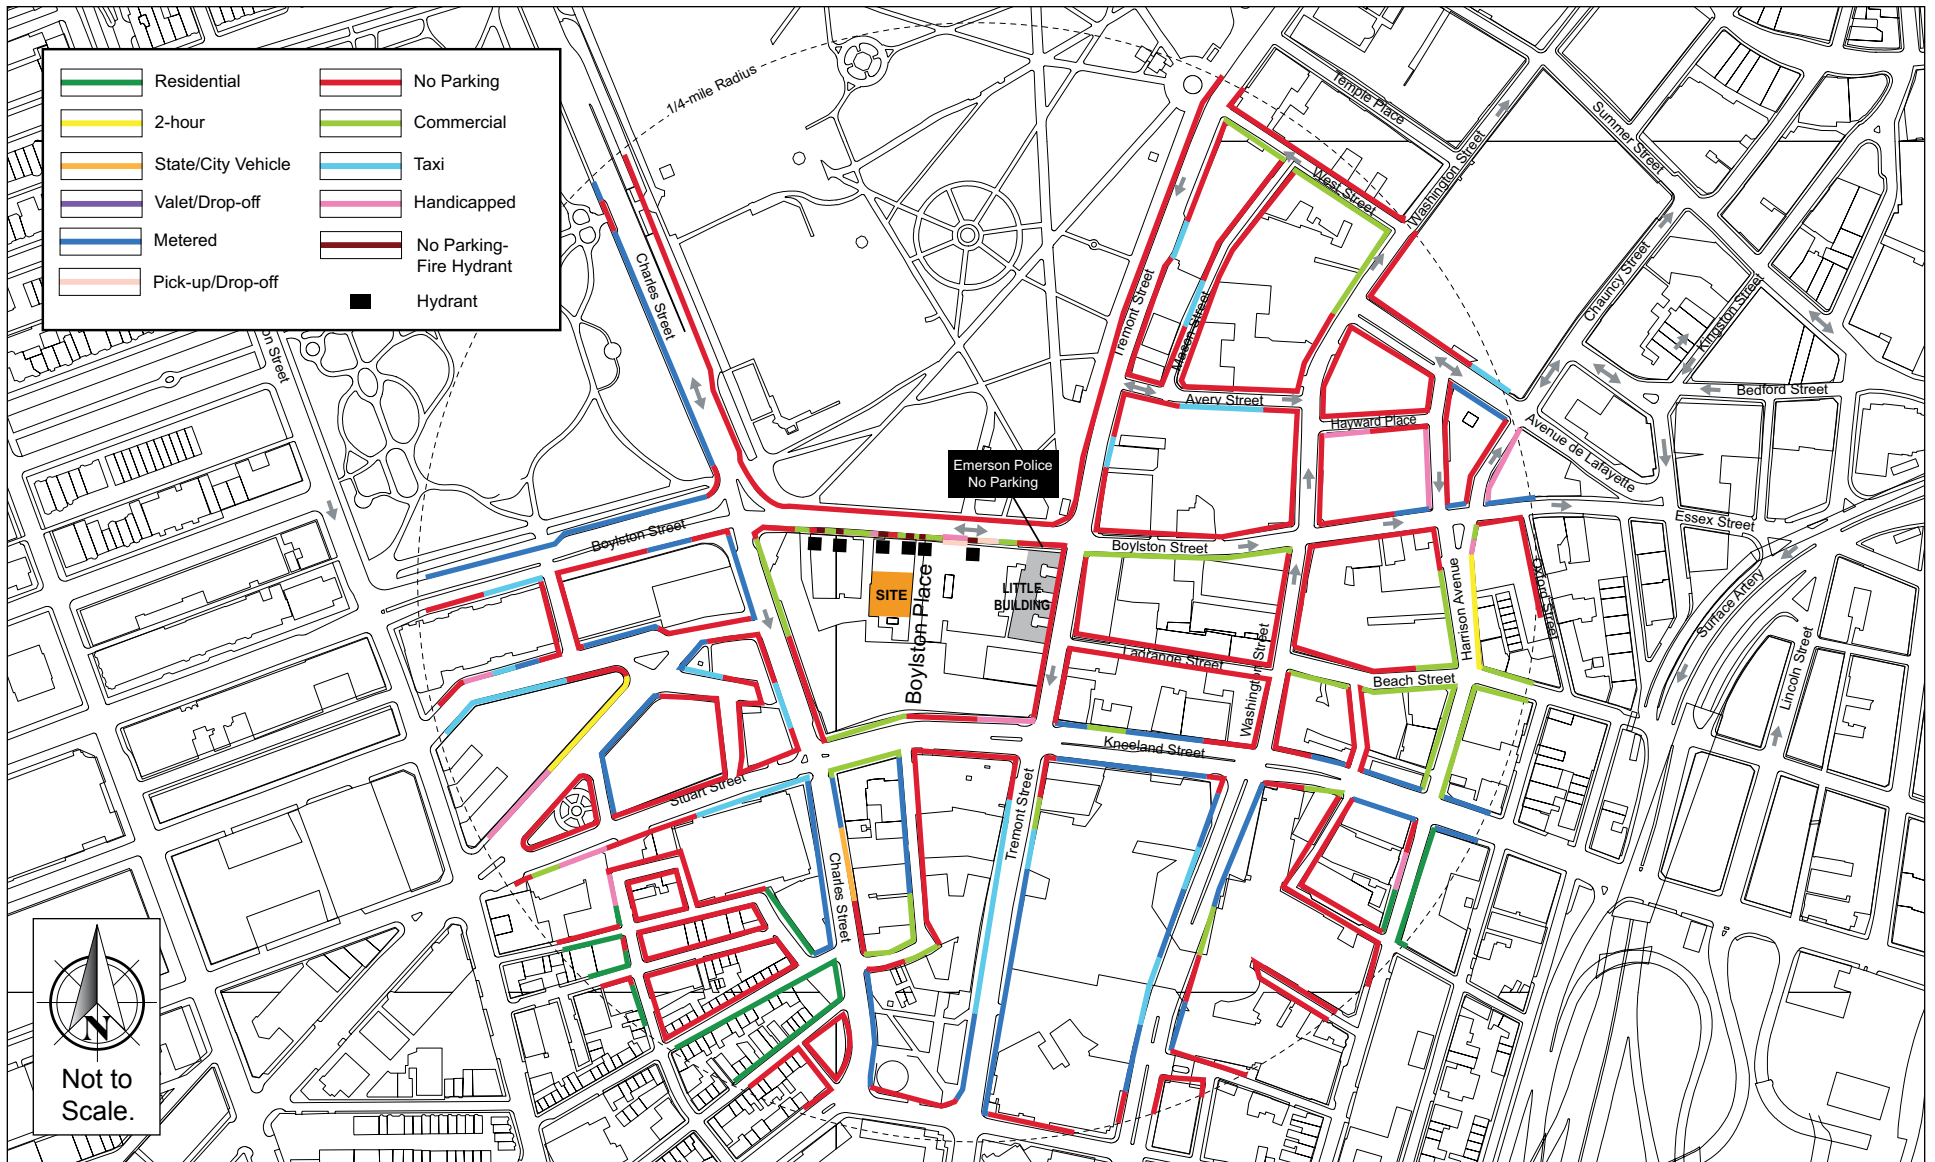 Residential
2-hour
State/City Vehicle
Valet/Drop-off
Metered
Pick-up/Drop-off
No Parking
Commercial
Taxi
Handicapped
No Parking-
Fire Hydrant
Hydrant
1/4-mile Radius
Temple Place
Summer Street
Washington Street
West Street
Charles Street
Tremont Street
Mason Street
Chauncy Street
Kingston Street
Bedford Street
on Street
Avery Street
Hayward Place
Avenue de Lafayette
Emerson Police
No Parking
Essex Street
Boylston Street
Boylston Street
SITE
Boylston Place
LITTLE
BUILDING
Lagrange Street
Washington Street
Harrison Avenue
Oxford Street
Surface Artery
Lincoln Street
Beach Street
Kneeland Street
Stuart Street
Tremont Street
Charles Street
N
Not to
Scale.